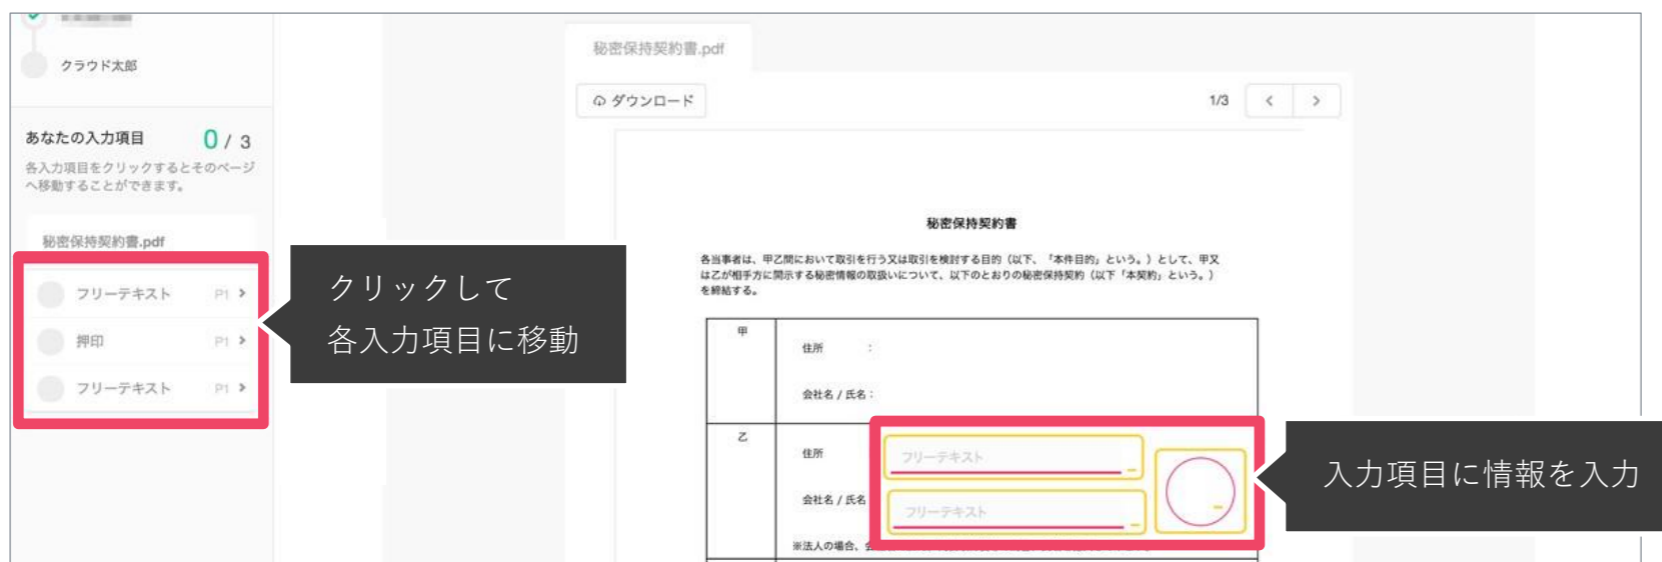 クラウド太郎
あなたの入力項目 0 / 3
各入力項目をクリックするとそのページ
へ移動することができます。
秘密保持契約書.pdf
フリーテキスト P1
押印 P1
フリーテキスト P1
クリックして
各入力項目に移動
秘密保持契約書.pdf
ダウンロード
1/3
秘密保持契約書
各当事者は、甲乙間において取引を行う又は取引を検討する目的（以下、「本件目的」という。）として、甲又
は乙が相手方に開示する秘密情報の取扱いについて、以下のとおりの秘密保持契約（以下「本契約」という。）
を締結する。
甲
住所 ：
会社名 / 氏名：
乙
住所
フリーテキスト
会社名 / 氏名
フリーテキスト
※法人の場合、
入力項目に情報を入力